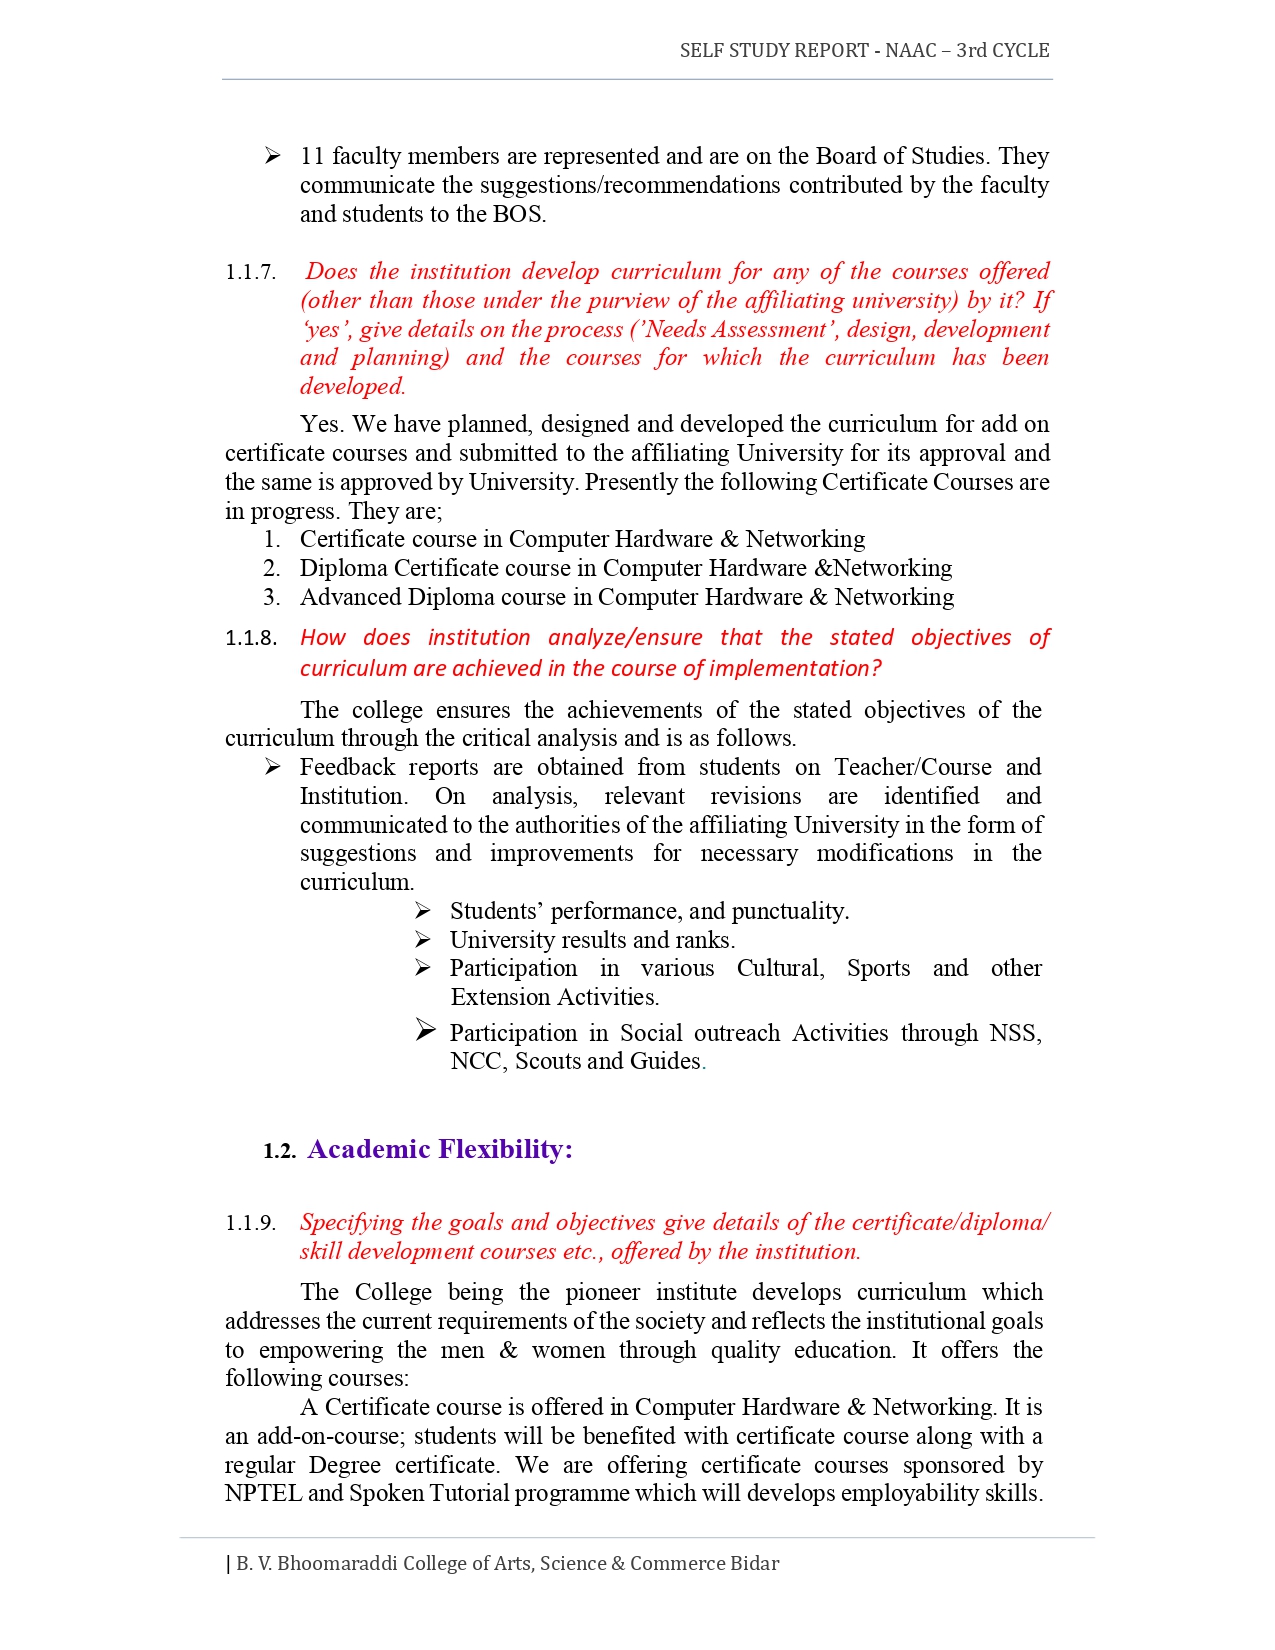 SELF STUDY REPORT - NAAC – 3rd CYCLE
➢ 11 faculty members are represented and are on the Board of Studies. They
communicate the suggestions/recommendations contributed by the faculty
and students to the BOS.
1.1.7. Does the institution develop curriculum for any of the courses offered
(other than those under the purview of the affiliating university) by it? If
‘yes’, give details on the process (’Needs Assessment’, design, development
and planning) and the courses for which the curriculum has been
developed.
Yes. We have planned, designed and developed the curriculum for add on
certificate courses and submitted to the affiliating University for its approval and
the same is approved by University. Presently the following Certificate Courses are
in progress. They are;
1. Certificate course in Computer Hardware & Networking
2. Diploma Certificate course in Computer Hardware &Networking
3. Advanced Diploma course in Computer Hardware & Networking
1.1.8. How does institution analyze/ensure that the stated objectives of
curriculum are achieved in the course of implementation?
The college ensures the achievements of the stated objectives of the
curriculum through the critical analysis and is as follows.
➢ Feedback reports are obtained from students on Teacher/Course and
Institution. On analysis, relevant revisions are identified and
communicated to the authorities of the affiliating University in the form of
suggestions and improvements for necessary modifications in the
curriculum.
➢ Students’ performance, and punctuality.
➢ University results and ranks.
➢ Participation in various Cultural, Sports and other
Extension Activities.
➢ Participation in Social outreach Activities through NSS,
NCC, Scouts and Guides.
1.2. Academic Flexibility:
1.1.9. Specifying the goals and objectives give details of the certificate/diploma/
skill development courses etc., offered by the institution.
The College being the pioneer institute develops curriculum which
addresses the current requirements of the society and reflects the institutional goals
to empowering the men & women through quality education. It offers the
following courses:
A Certificate course is offered in Computer Hardware & Networking. It is
an add-on-course; students will be benefited with certificate course along with a
regular Degree certificate. We are offering certificate courses sponsored by
NPTEL and Spoken Tutorial programme which will develops employability skills.
| B. V. Bhoomaraddi College of Arts, Science & Commerce Bidar